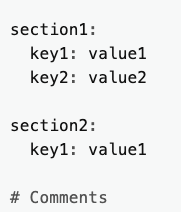 section1:
  key1: value1
  key2: value2

section2:
  key1: value1

# Comments